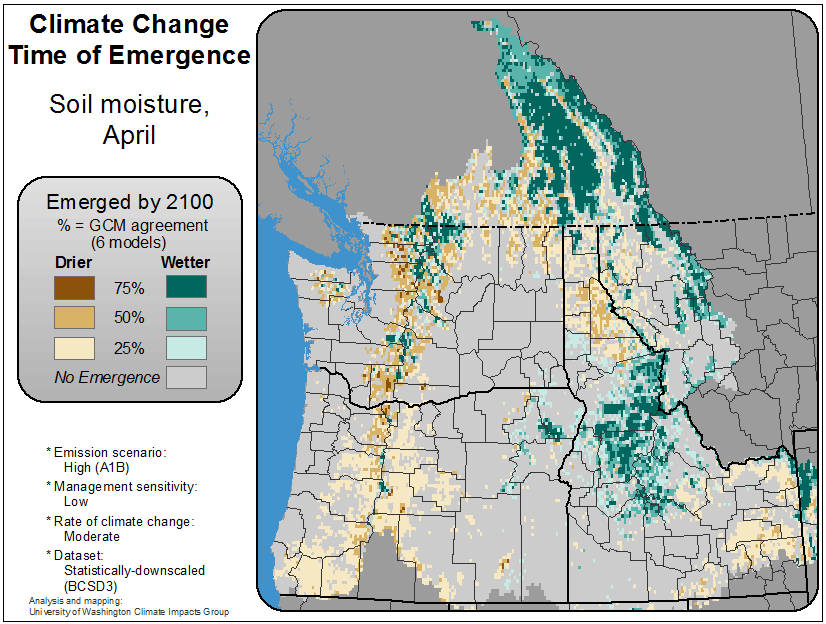 Climate Change
Time of Emergence
Soil moisture,
April
Emerged by 2100
% = GCM agreement
(6 models)
Drier Wetter
75%
50%
25%
No Emergence
* Emission scenario:
High (A1B)
* Management sensitivity:
Low
* Rate of climate change:
Moderate
* Dataset:
Statistically-downscaled
(BCSD3)
Analysis and mapping:
University of Washington Climate Impacts Group